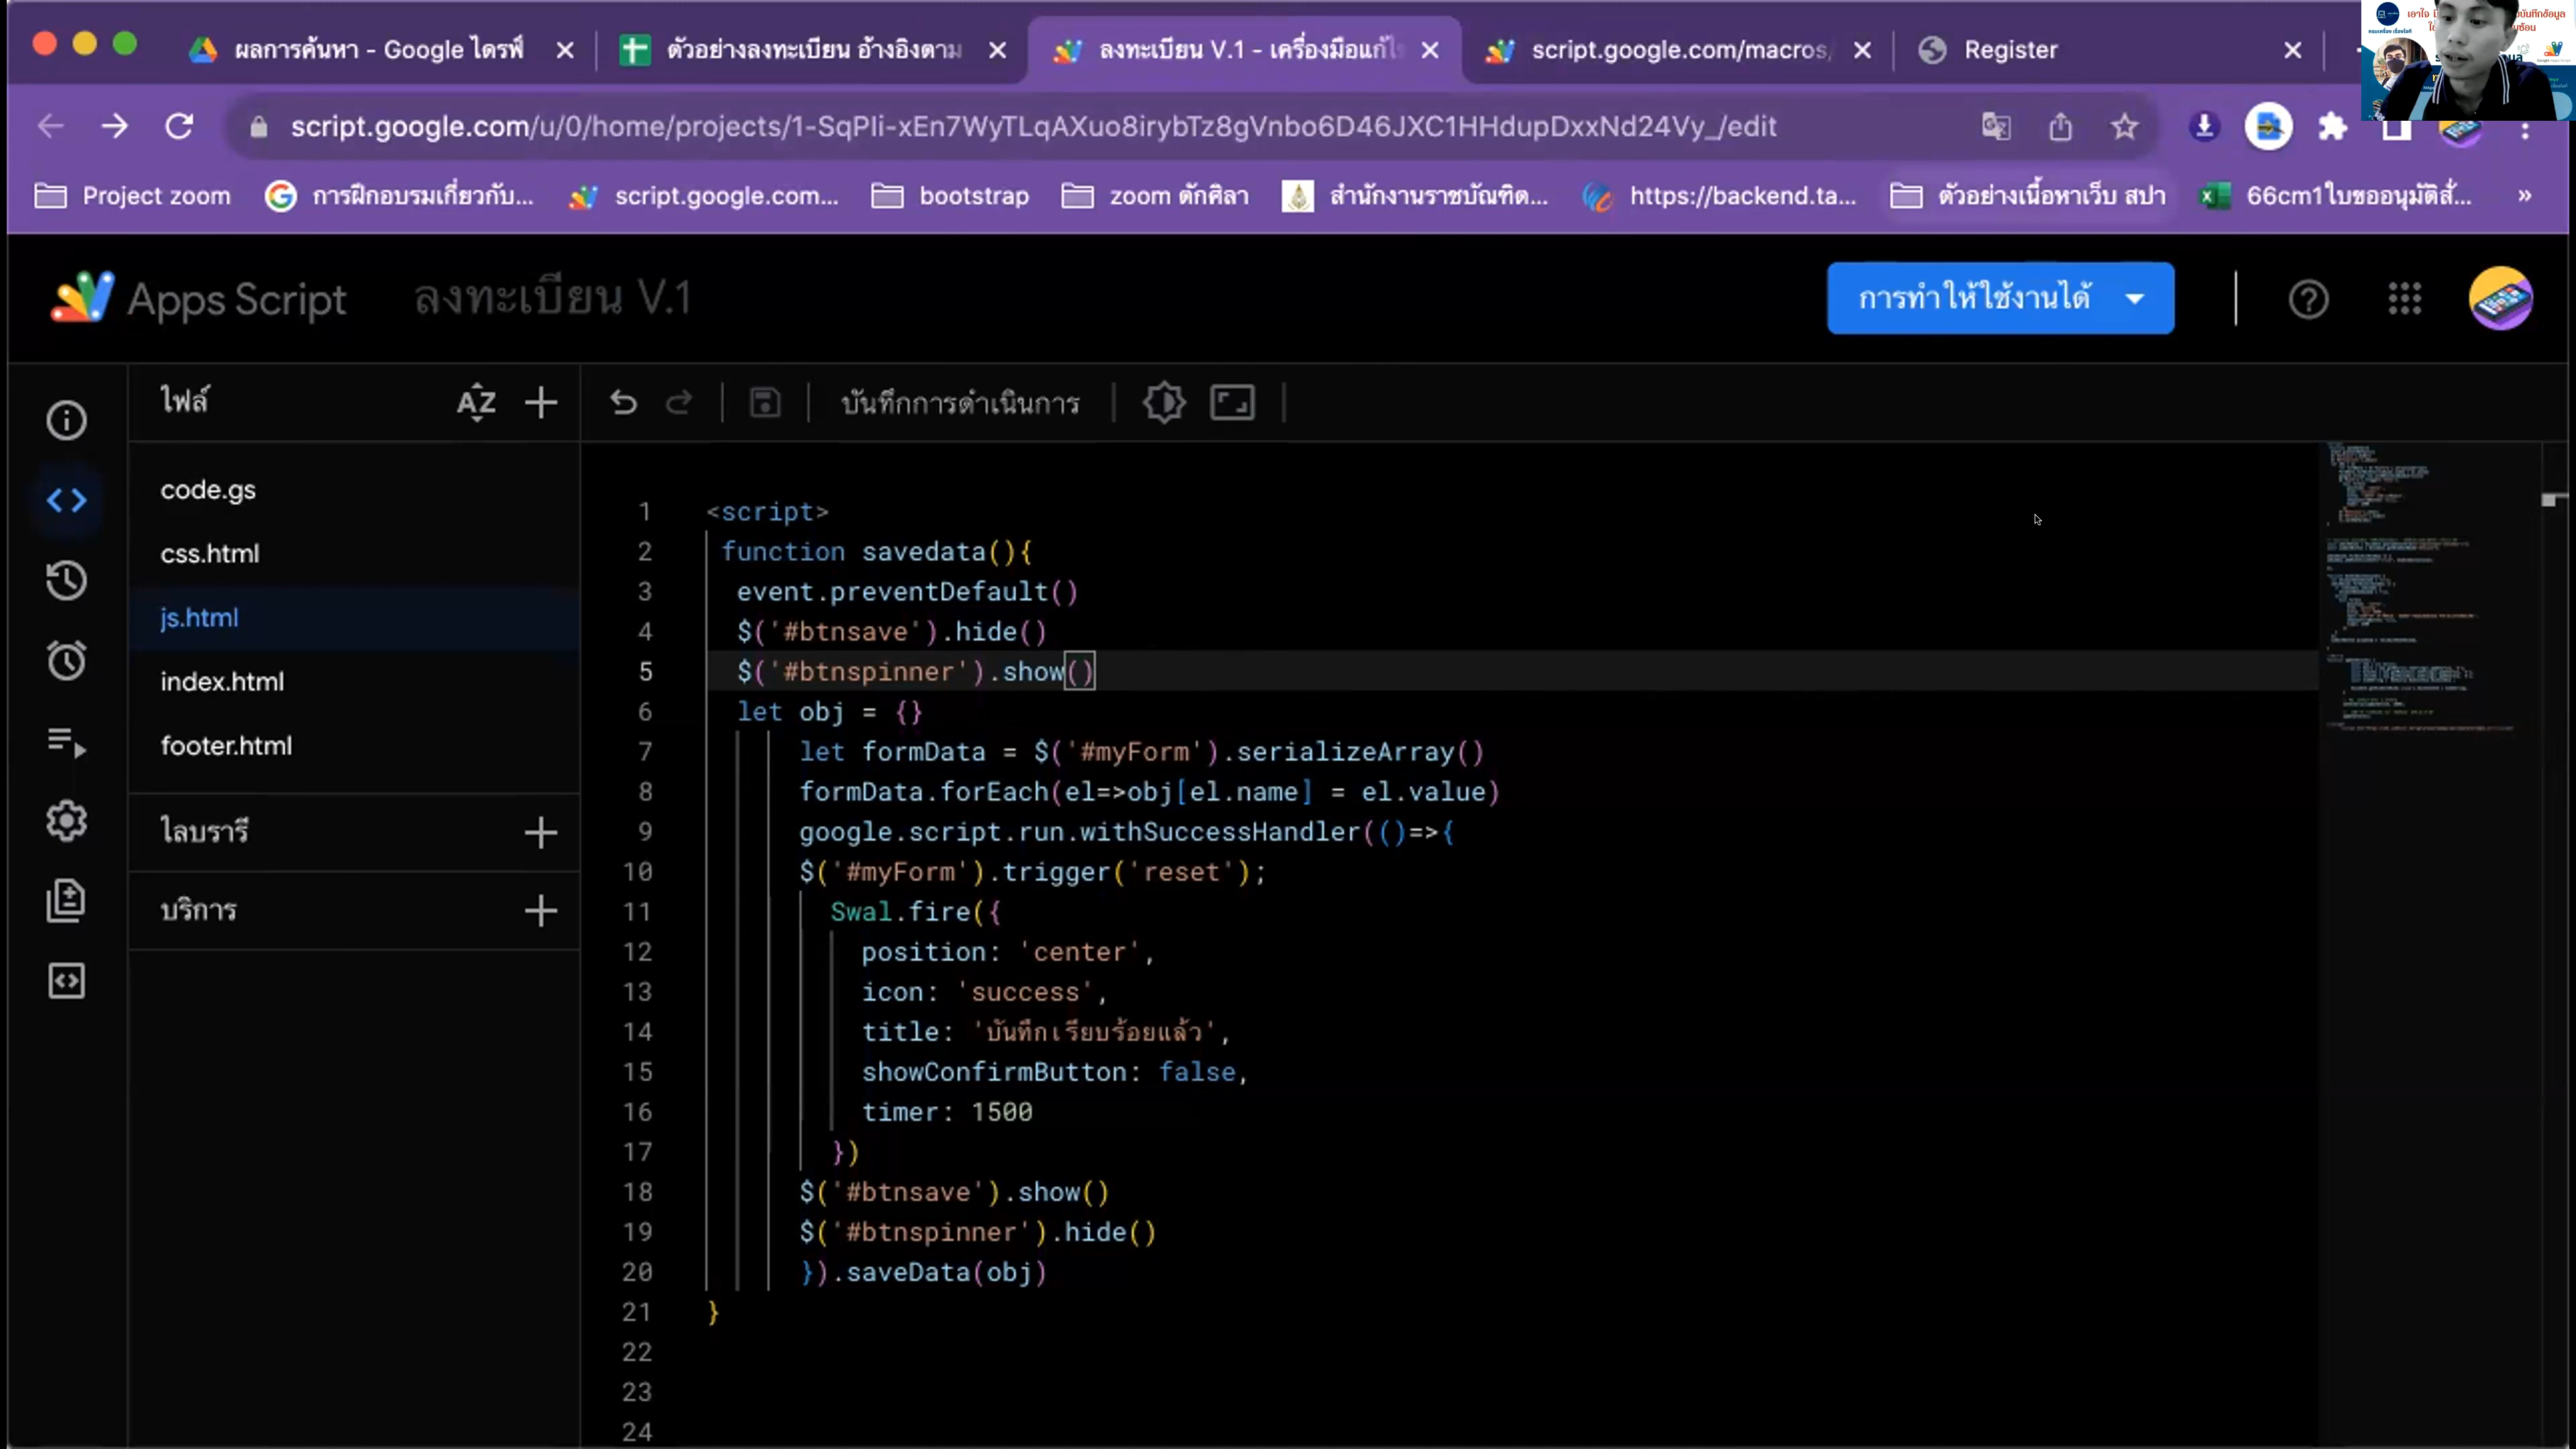 ผลการค้นหา - Google ไดรฟ์
ตัวอย่างลงทะเบียน อ้างอิงตาม
ลงทะเบียน V.1 - เครื่องมือแก้ไ
script.google.com/macros/
Register
script.google.com/u/0/home/projects/1-SqPIi-xEn7WyTLqAXuo8irybTz8gVnbo6D46JXC1HHdupDxxNd24Vy_/edit
Project zoom
การฝึกอบรมเกี่ยวกับ...
script.google.com...
bootstrap
zoom ตักศิลา
สำนักงานราชบัณฑิต...
https://backend.ta...
ตัวอย่างเนื้อหาเว็บ สปา
66cm1ใบขออนุมัติสั่...
»
Apps Script
ลงทะเบียน V.1
การทำให้ใช้งานได้
ไฟล์
AZ
บันทึกการดำเนินการ
code.gs
css.html
js.html
index.html
footer.html
ไลบรารี
บริการ
1 <script>
2 function savedata(){
3 event.preventDefault()
4 $('#btnsave').hide()
5 $('#btnspinner').show()
6 let obj = {}
7 let formData = $('#myForm').serializeArray()
8 formData.forEach(el=>obj[el.name] = el.value)
9 google.script.run.withSuccessHandler(()=>{
10 $('#myForm').trigger('reset');
11 Swal.fire({
12 position: 'center',
13 icon: 'success',
14 title: 'บันทึกเรียบร้อยแล้ว',
15 showConfirmButton: false,
16 timer: 1500
17 })
18 $('#btnsave').show()
19 $('#btnspinner').hide()
20 }).saveData(obj)
21 }
22
23
24